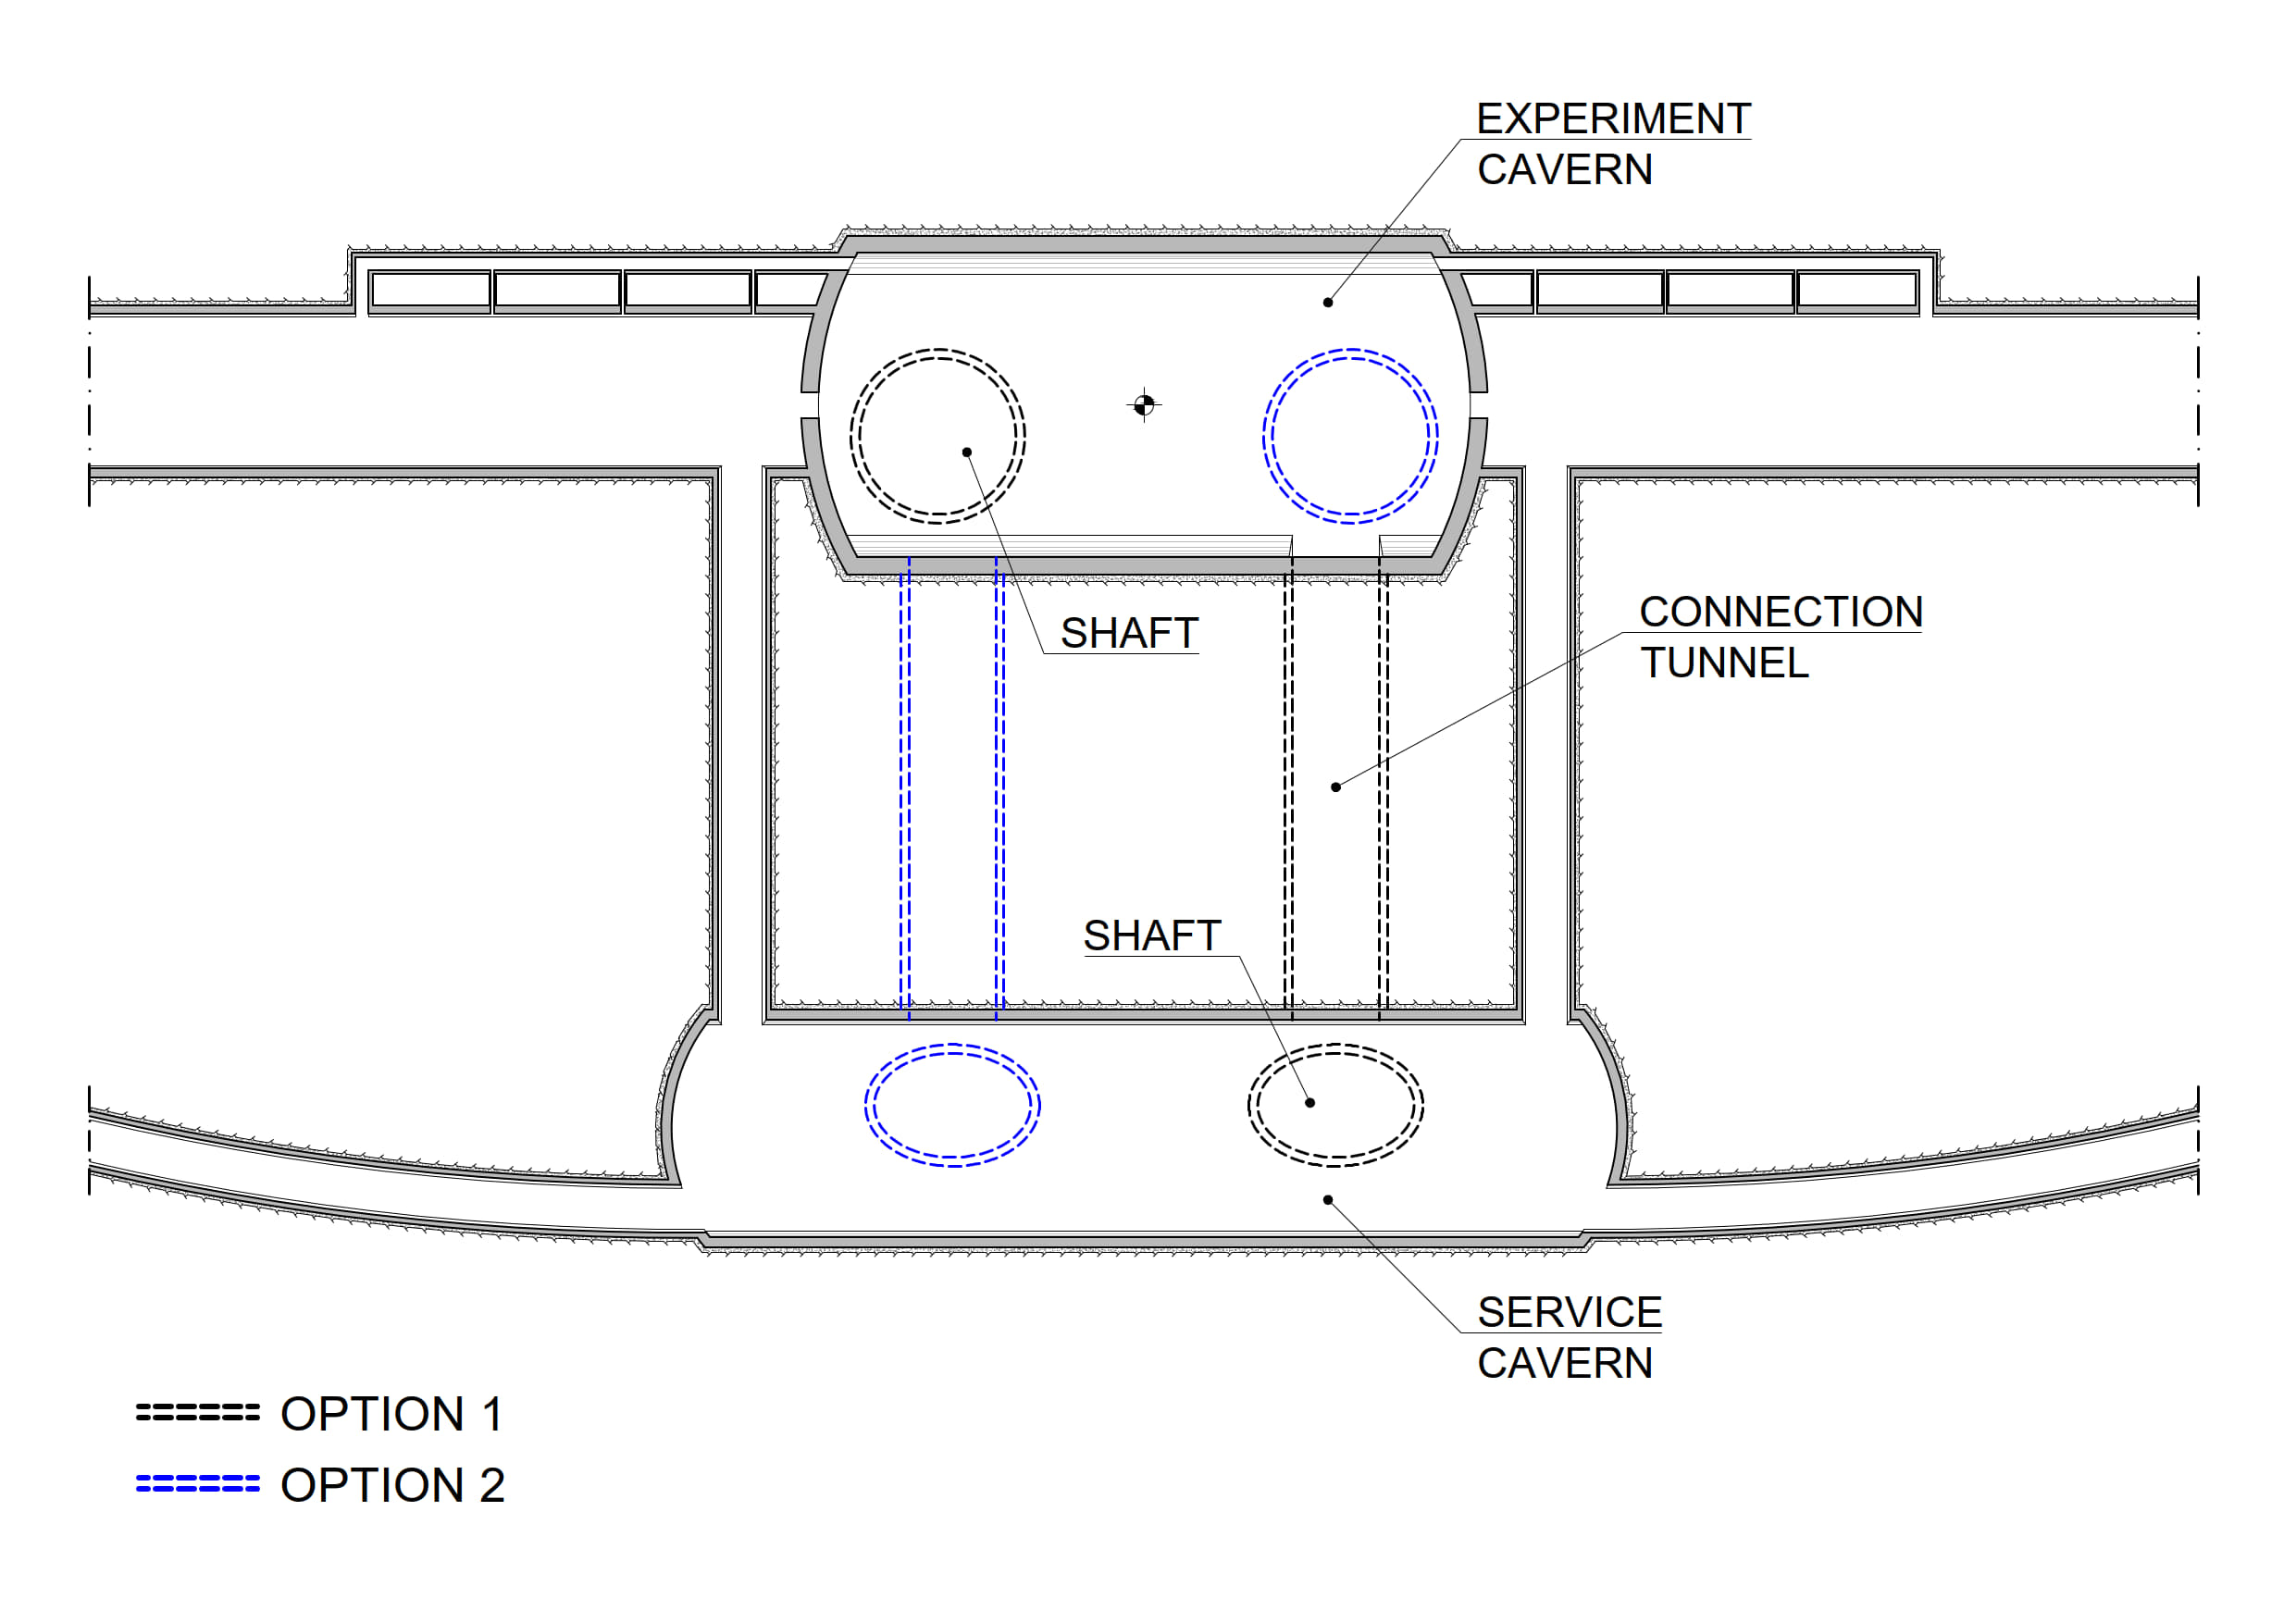 EXPERIMENT
CAVERN
SHAFT
CONNECTION
TUNNEL
SHAFT
SERVICE
CAVERN
OPTION 1
OPTION 2